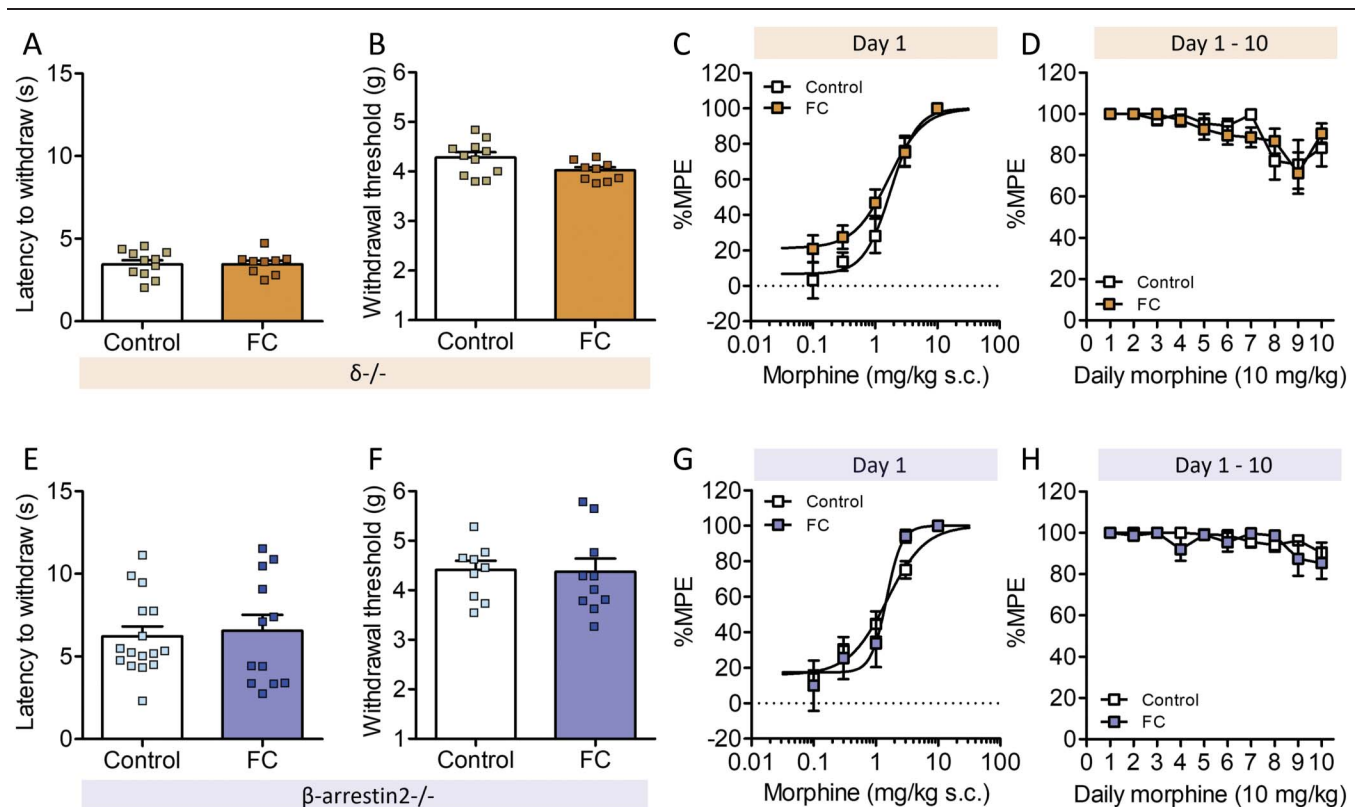 A
Latency to withdraw (s)
15
10
5
0
Control
FC
B
Withdrawal threshold (g)
6
5
4
3
2
1
Control
FC
δ-/-
C
Day 1
%MPE
120
100
80
60
40
20
0
-20
Control
FC
0.01
0.1
1
10
100
Morphine (mg/kg s.c.)
D
Day 1 - 10
%MPE
120
100
80
60
40
20
0
Control
FC
1 2 3 4 5 6 7 8 9 10
Daily morphine (10 mg/kg)
E
Latency to withdraw (s)
15
10
5
0
Control
FC
F
Withdrawal threshold (g)
6
5
4
3
2
1
Control
FC
β-arrestin2-/-
G
Day 1
%MPE
120
100
80
60
40
20
0
-20
Control
FC
0.01
0.1
1
10
100
Morphine (mg/kg s.c.)
H
Day 1 - 10
%MPE
120
100
80
60
40
20
0
Control
FC
1 2 3 4 5 6 7 8 9 10
Daily morphine (10 mg/kg)